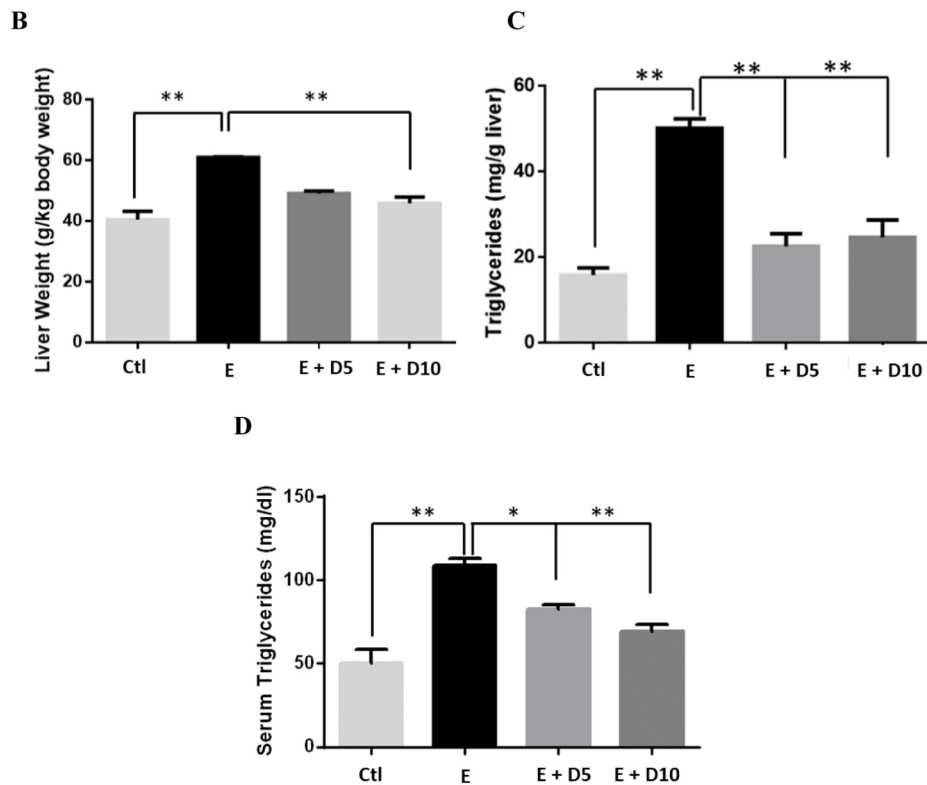 B
Liver Weight (g/kg body weight)
80
60
40
20
0
**
**
Ctl
E
E + D5
E + D10
C
Triglycerides (mg/g liver)
60
40
20
0
**
**
**
Ctl
E
E + D5
E + D10
D
Serum Triglycerides (mg/dl)
150
100
50
0
**
*
**
Ctl
E
E + D5
E + D10